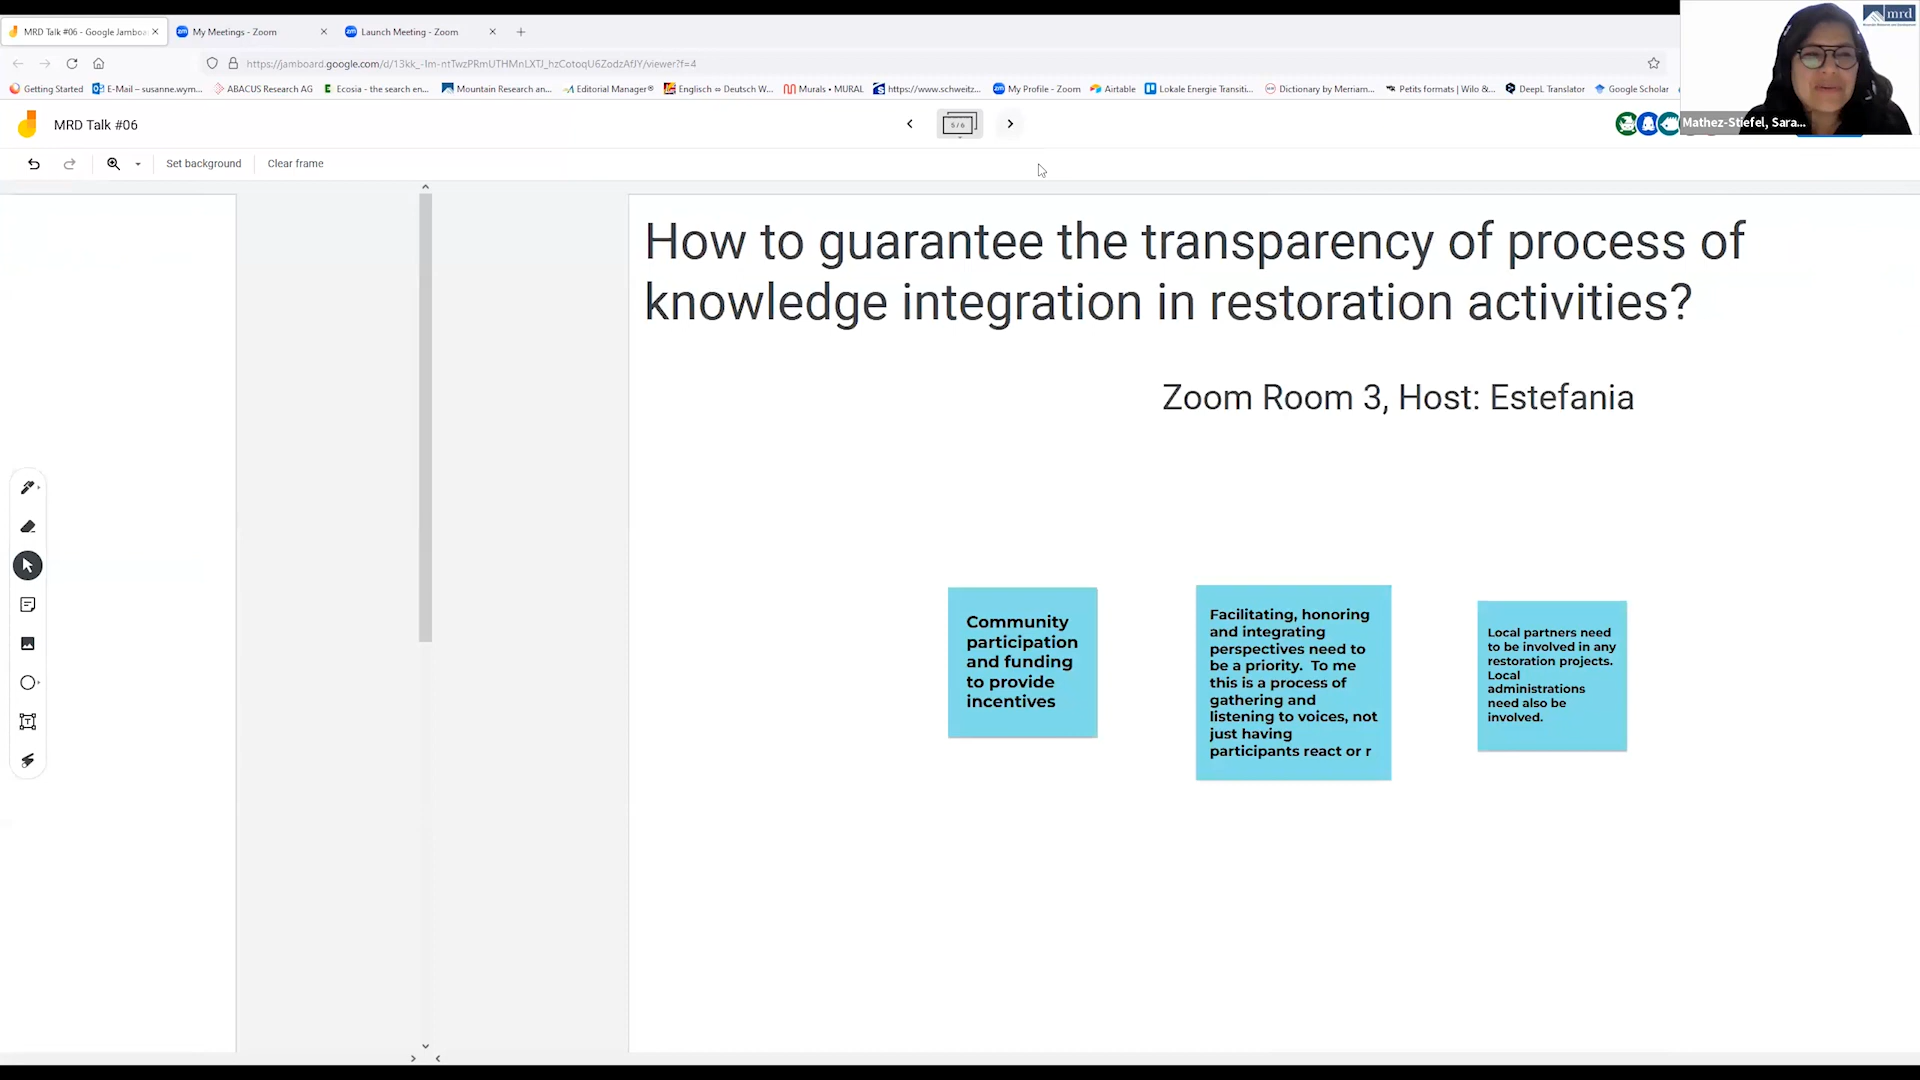 MRD Talk #06 - Google Jamboa
My Meetings - Zoom
Launch Meeting - Zoom
mrd
https://jamboard.google.com/d/13kk_-Im-ntTwzPRmUTHMnLXTJ_hzCotoqU6ZodzAfJY/viewer?f=4
Getting Started
E-Mail – susanne.wym...
ABACUS Research AG
Ecosia - the search en...
Mountain Research an...
Editorial Manager®
Englisch ⇔ Deutsch W...
Murals • MURAL
https://www.schweitz...
My Profile - Zoom
Airtable
Lokale Energie Transiti...
Dictionary by Merriam...
Petits formats | Wilo &...
DeepL Translator
Google Scholar
MRD Talk #06
5 / 6
Mathez-Stiefel, Sara...
Set background
Clear frame
How to guarantee the transparency of process of
knowledge integration in restoration activities?
Zoom Room 3, Host: Estefania
Community
participation
and funding
to provide
incentives
Facilitating, honoring
and integrating
perspectives need to
be a priority. To me
this is a process of
gathering and
listening to voices, not
just having
participants react or r
Local partners need
to be involved in any
restoration projects.
Local
administrations
need also be
involved.